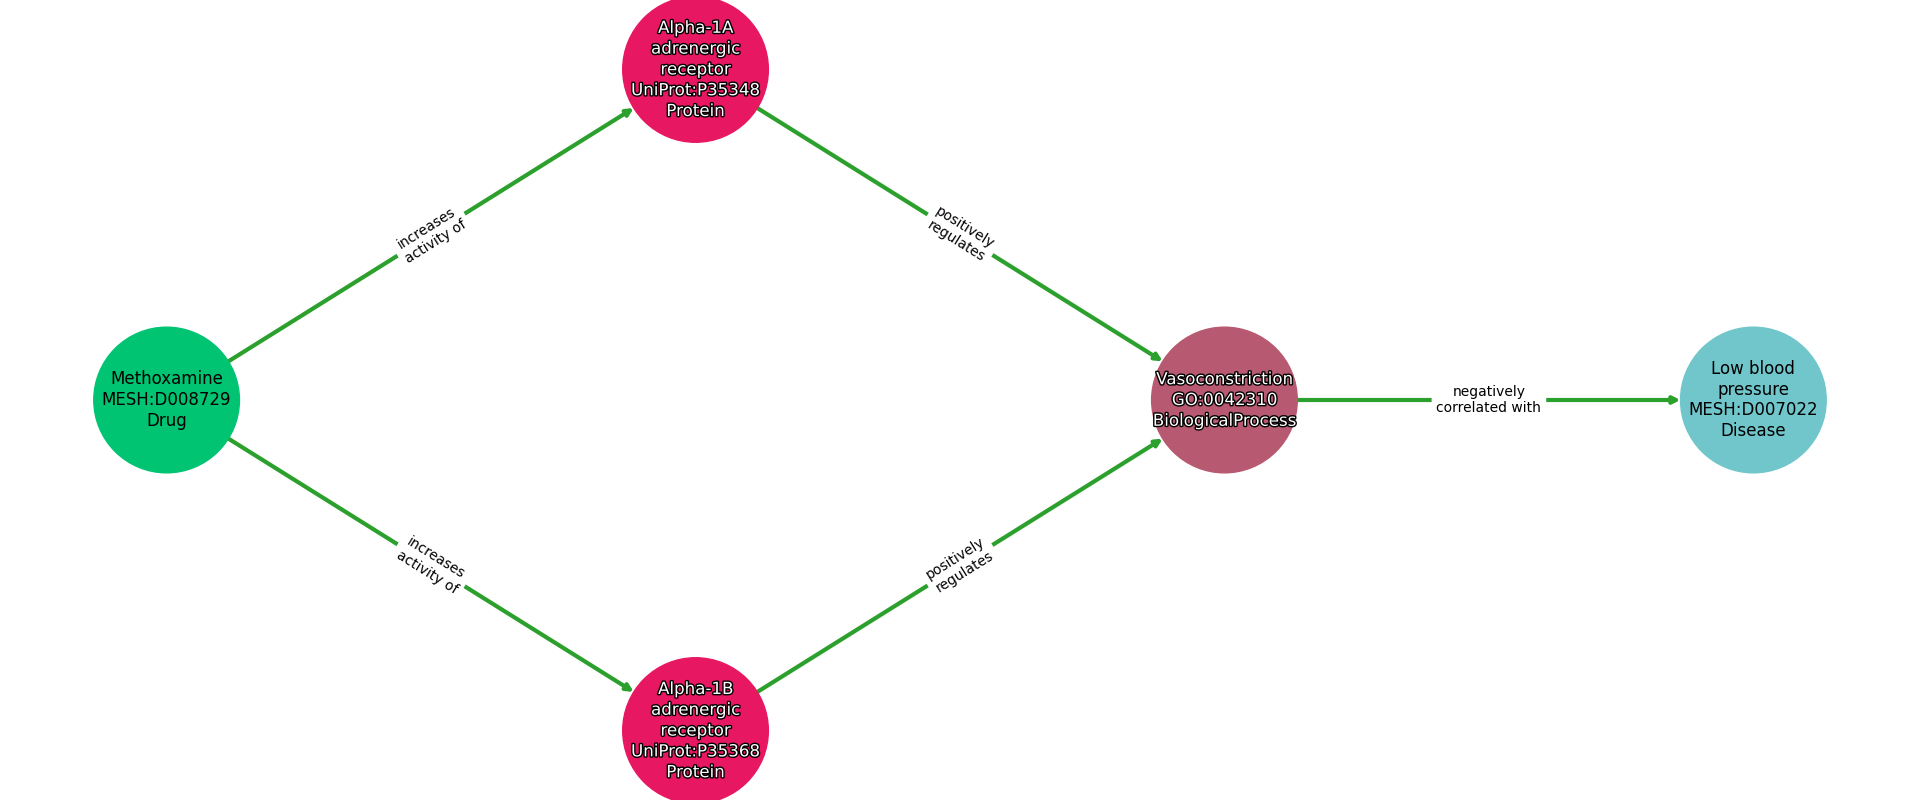 Alpha-1A
adrenergic
receptor
UniProt:P35348
Protein
increases
activity of
positively
regulates
Methoxamine
MESH:D008729
Drug
Vasoconstriction
GO:0042310
BiologicalProcess
negatively
correlated with
Low blood
pressure
MESH:D007022
Disease
increases
activity of
positively
regulates
Alpha-1B
adrenergic
receptor
UniProt:P35368
Protein